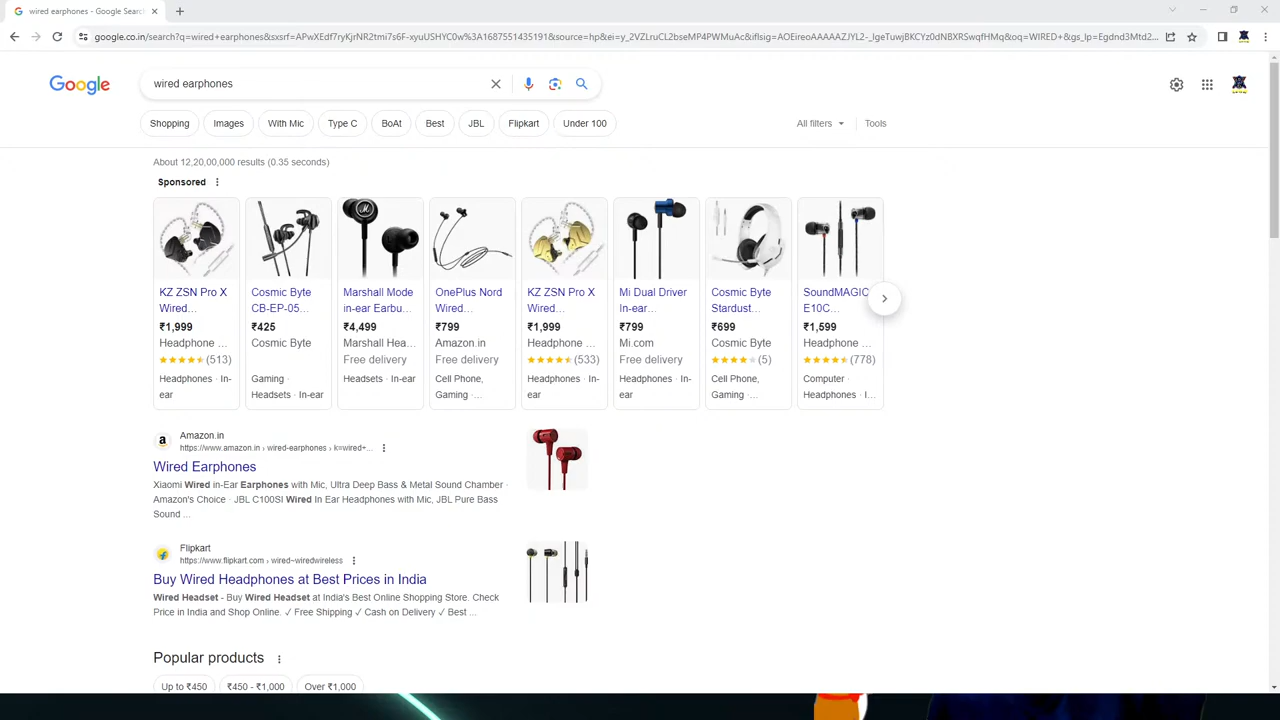 wired earphones - Google Searc
google.co.in/search?q=wired+earphones&sxsrf=APwXEdf7ryKjrNR2tmi7s6F-xyuUSHYC0w%3A1687551435191&source=hp&ei=y_2VZLruCL2bseMP4PWMuAc&iflsig=AOEireoAAAAAZJYL2-_lgeTuwjBKCYz0dNBXRSwqfHMq&oq=WIRED+&gs_lp=Egdnd3Mtd2...
Google
wired earphones
Shopping
Images
With Mic
Type C
BoAt
Best
JBL
Flipkart
Under 100
All filters
Tools
About 12,20,00,000 results (0.35 seconds)
Sponsored
KZ ZSN Pro X
Wired...
₹1,999
Headphone ...
(513)
Headphones · In-
ear
Cosmic Byte
CB-EP-05...
₹425
Cosmic Byte
Gaming ·
Headsets · In-ear
Marshall Mode
in-ear Earbu...
₹4,499
Marshall Hea...
Free delivery
Headsets · In-ear
OnePlus Nord
Wired...
₹799
Amazon.in
Free delivery
Cell Phone,
Gaming ·...
KZ ZSN Pro X
Wired...
₹1,999
Headphone ...
(533)
Headphones · In-
ear
Mi Dual Driver
In-ear...
₹799
Mi.com
Free delivery
Headphones · In-
ear
Cosmic Byte
Stardust...
₹699
Cosmic Byte
(5)
Cell Phone,
Gaming · ...
SoundMAGIC
E10C...
₹1,599
Headphone ...
(778)
Computer ·
Headphones · I...
Amazon.in
https://www.amazon.in › wired-earphones › k=wired+...
Wired Earphones
Xiaomi Wired in-Ear Earphones with Mic, Ultra Deep Bass & Metal Sound Chamber ·
Amazon's Choice · JBL C100SI Wired In Ear Headphones with Mic, JBL Pure Bass
Sound ...
Flipkart
https://www.flipkart.com › wired~wiredwireless
Buy Wired Headphones at Best Prices in India
Wired Headset - Buy Wired Headset at India's Best Online Shopping Store. Check
Price in India and Shop Online. ✓ Free Shipping ✓ Cash on Delivery ✓ Best ...
Popular products
Up to ₹450
₹450 - ₹1,000
Over ₹1,000